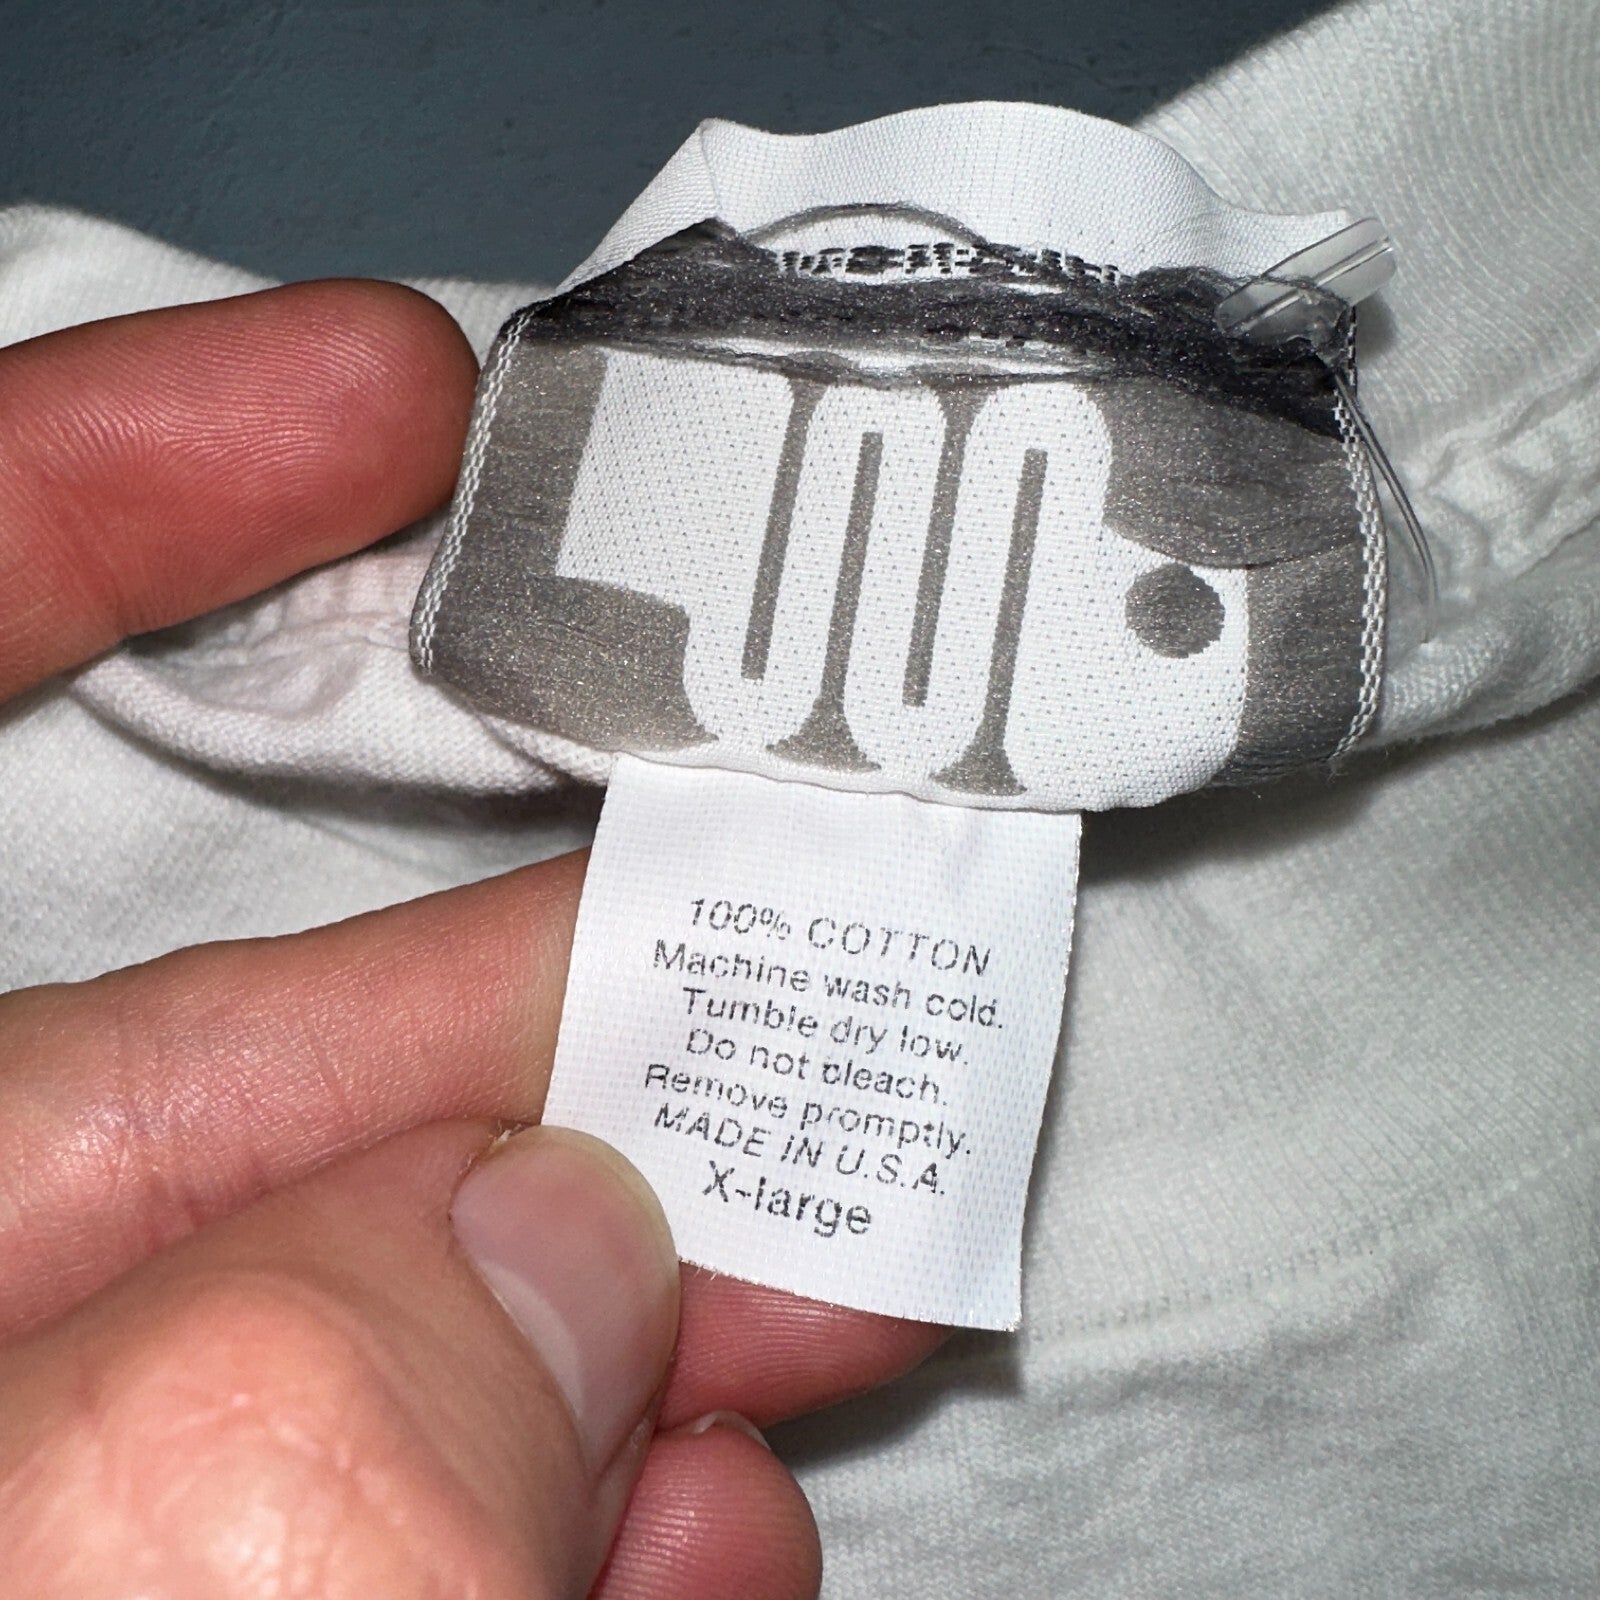 100% COTTON
Machine wash cold.
Tumble dry low.
Do not bleach.
Remove promptly.
MADE IN U.S.A.
X-large